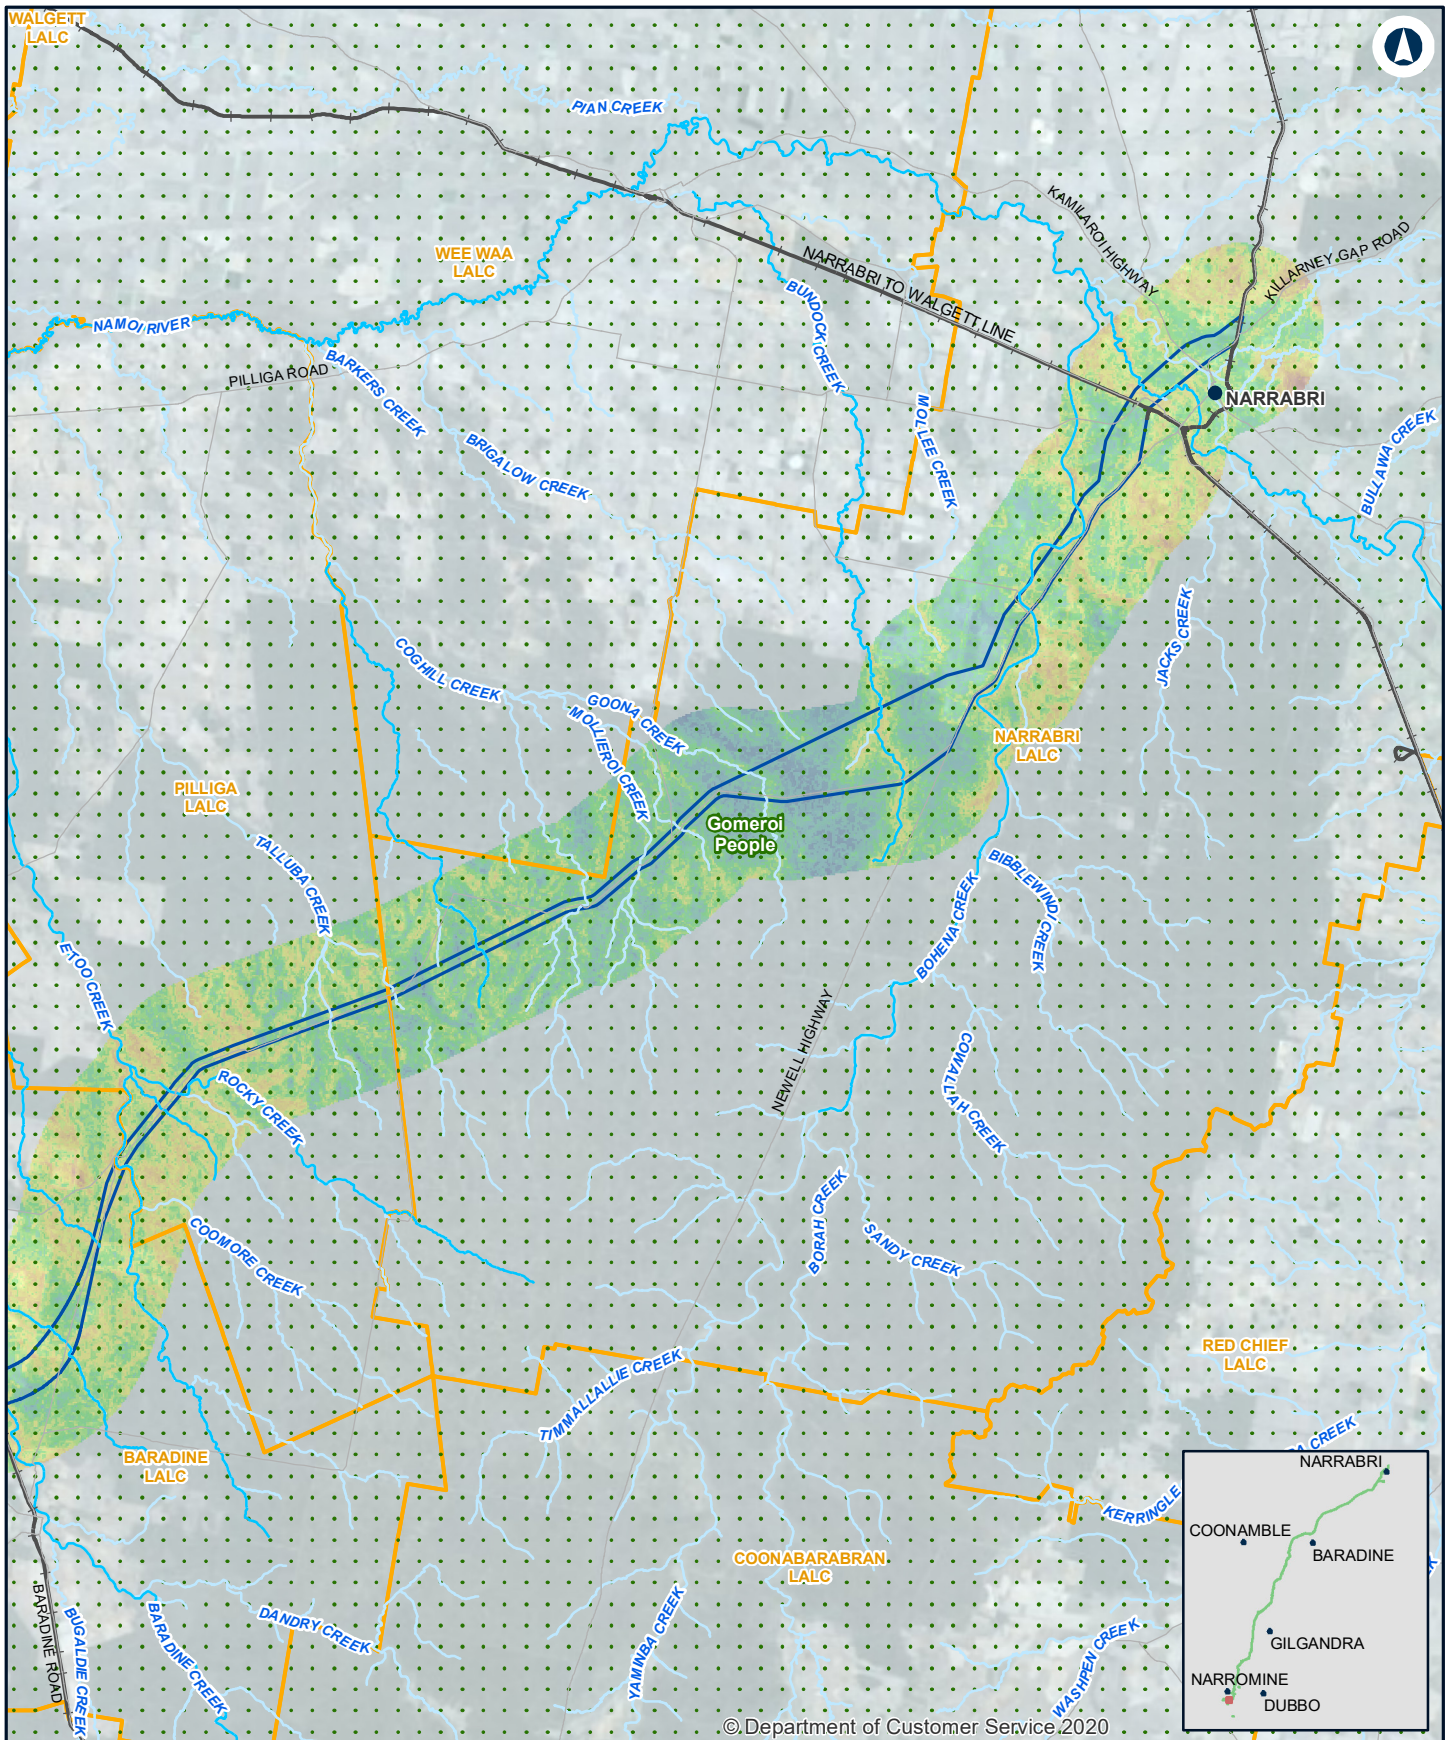 WALGETT
LALC
PIAN CREEK
KAMILAROI HIGHWAY
KILLARNEY GAP ROAD
WEE WAA
LALC
NARRABRI TO WALGETT LINE
NAMOI RIVER
BUNDOCK CREEK
PILLIGA ROAD
BARKERS CREEK
NARRABRI
MOLLEE CREEK
BULLAWA CREEK
BRIGALOW CREEK
JACKS CREEK
COGHILL CREEK
GOONA CREEK
MOLLIEROI CREEK
NARRABRI
LALC
PILLIGA
LALC
Gomeroi
People
TALLUBA CREEK
BIBBLEWINDI CREEK
BOHENA CREEK
ETOO CREEK
NEWELL HIGHWAY
COWALLAH CREEK
ROCKY CREEK
BORAH CREEK
SANDY CREEK
COOMORE CREEK
RED CHIEF
LALC
TIMMALLALLIE CREEK
BARADINE
LALC
CREEK
KERRINGLE
COONABARABRAN
LALC
BARADINE ROAD
BUGALDIE CREEK
BARADINE CREEK
DANDRY CREEK
YAMINBA CREEK
WASHPEN CREEK
NARRABRI
COONAMBLE
BARADINE
GILGANDRA
NARROMINE
DUBBO
© Department of Customer Service 2020